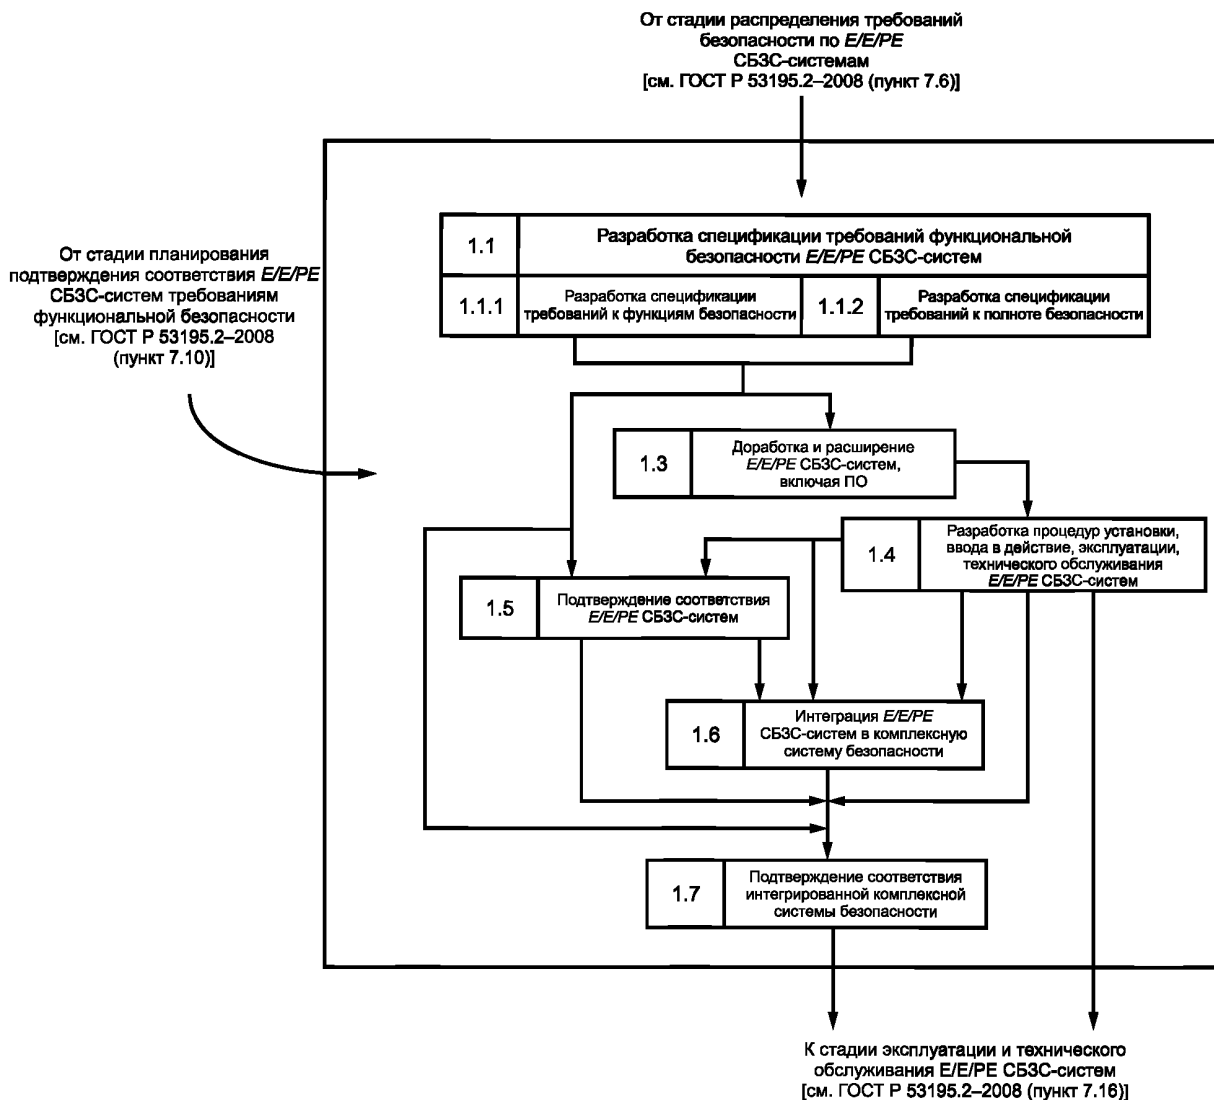 От стадии распределения требований
безопасности по E/E/PE
СБЗС-системам
[см. ГОСТ Р 53195.2–2008 (пункт 7.6)]
От стадии планирования
подтверждения соответствия E/E/PE
СБЗС-систем требованиям
функциональной безопасности
[см. ГОСТ Р 53195.2–2008
(пункт 7.10)]
1.1
Разработка спецификации требований функциональной
безопасности E/E/PE СБЗС-систем
1.1.1
Разработка спецификации
требований к функциям безопасности
1.1.2
Разработка спецификации
требований к полноте безопасности
1.3
Доработка и расширение
E/E/PE СБЗС-систем,
включая ПО
1.4
Разработка процедур установки,
ввода в действие, эксплуатации,
технического обслуживания
E/E/PE СБЗС-систем
1.5
Подтверждение соответствия
E/E/PE СБЗС-систем
1.6
Интеграция E/E/PE
СБЗС-систем в комплексную
систему безопасности
1.7
Подтверждение соответствия
интегрированной комплексной
системы безопасности
К стадии эксплуатации и технического
обслуживания E/E/PE СБЗС-систем
[см. ГОСТ Р 53195.2–2008 (пункт 7.16)]